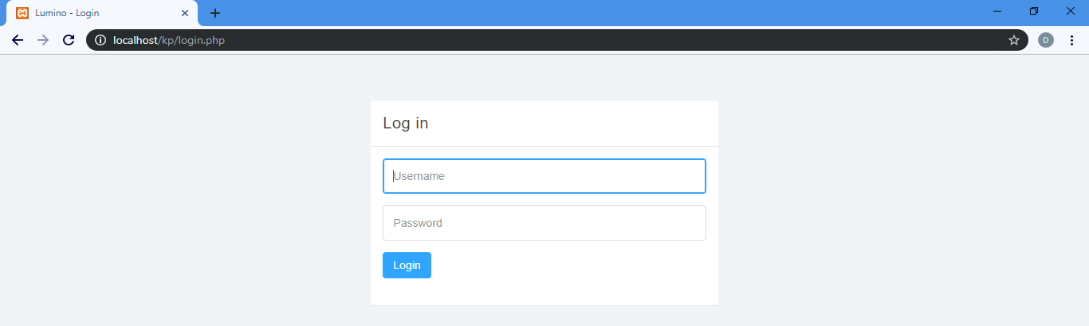 Lumino - Login
localhost/kp/login.php
D
Log in
Username
Password
Login